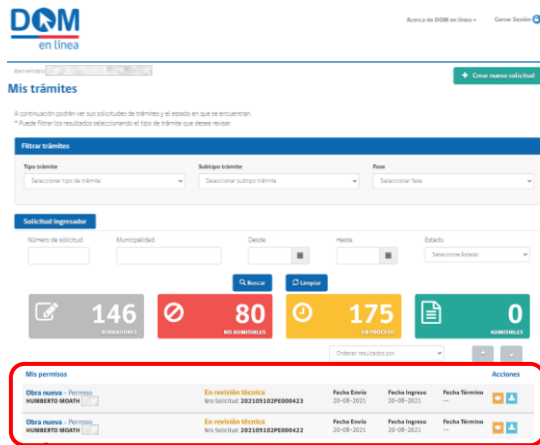 DOM
en línea
Acerca de DOM en línea
Cerrar Sesión
Bienvenida/o
+ Crear nueva solicitud
Mis trámites
A continuación podrán ver sus solicitudes de trámites y el estado en que se encuentran.
* Puede filtrar los resultados seleccionando el tipo de trámite que desee revisar.
Filtrar trámites
Tipo trámite Subtipo trámite Fase
Seleccionar tipo de trámite Seleccionar subtipo trámite Seleccionar fase
Solicitud Ingresador
Número de solicitud Municipalidad Desde Hasta Estado
Seleccione Estado
Buscar Limpiar
146 80 175 0
BORRADORES NO ADMISIBLES EN PROCESO ADMISIBLES
Ordenar resultados por
Mis permisos Acciones
Obra nueva - Permiso En revisión técnica Fecha Envío Fecha Ingreso Fecha Término
HUMBERTO MOATH Nro Solicitud 202105102PE000423 20-08-2021 20-08-2021 ---
Obra nueva - Permiso En revisión técnica Fecha Envío Fecha Ingreso Fecha Término
HUMBERTO MOATH Nro Solicitud 202105102PE000422 20-08-2021 20-08-2021 ---